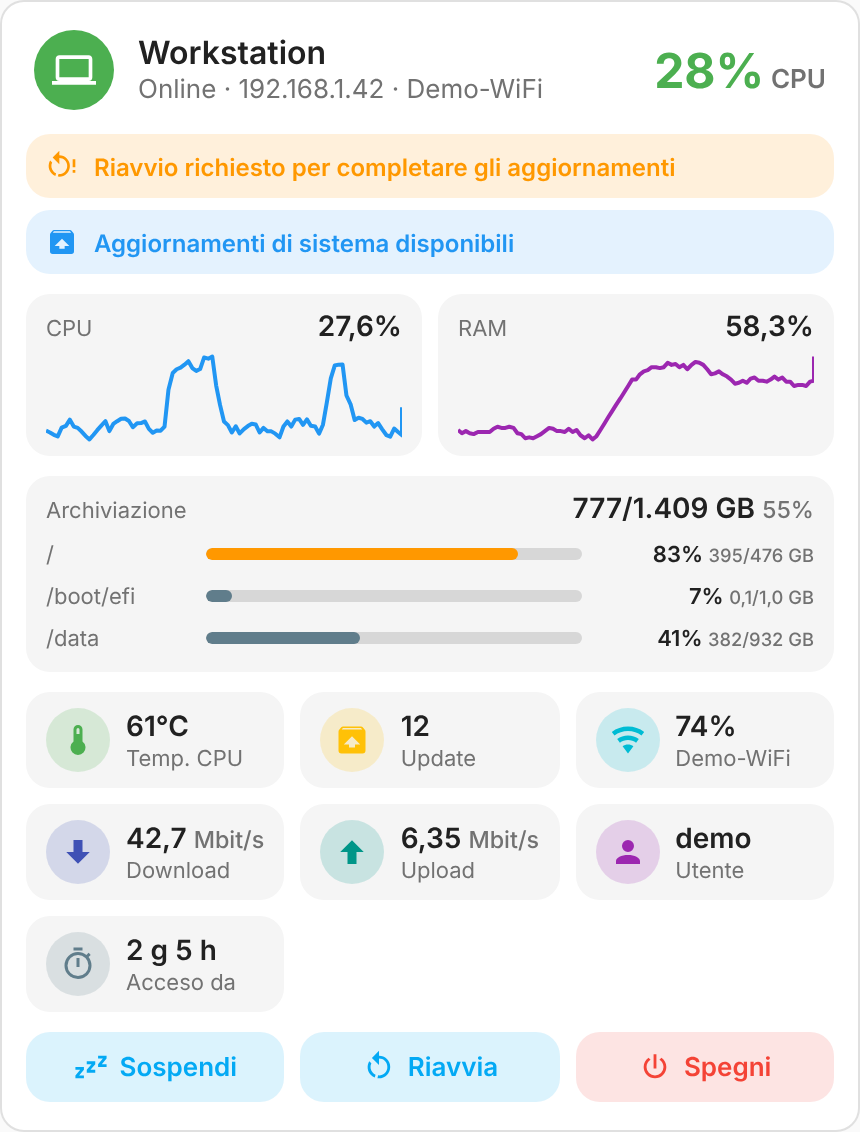 Workstation
Online · 192.168.1.42 · Demo-WiFi
28% CPU
Riavvio richiesto per completare gli aggiornamenti
Aggiornamenti di sistema disponibili
CPU 27,6%
RAM 58,3%
Archiviazione 777/1.409 GB 55%
/ 83% 395/476 GB
/boot/efi 7% 0,1/1,0 GB
/data 41% 382/932 GB
61°C
Temp. CPU
12
Update
74%
Demo-WiFi
42,7 Mbit/s
Download
6,35 Mbit/s
Upload
demo
Utente
2 g 5 h
Acceso da
zzz Sospendi
Riavvia
Spegni